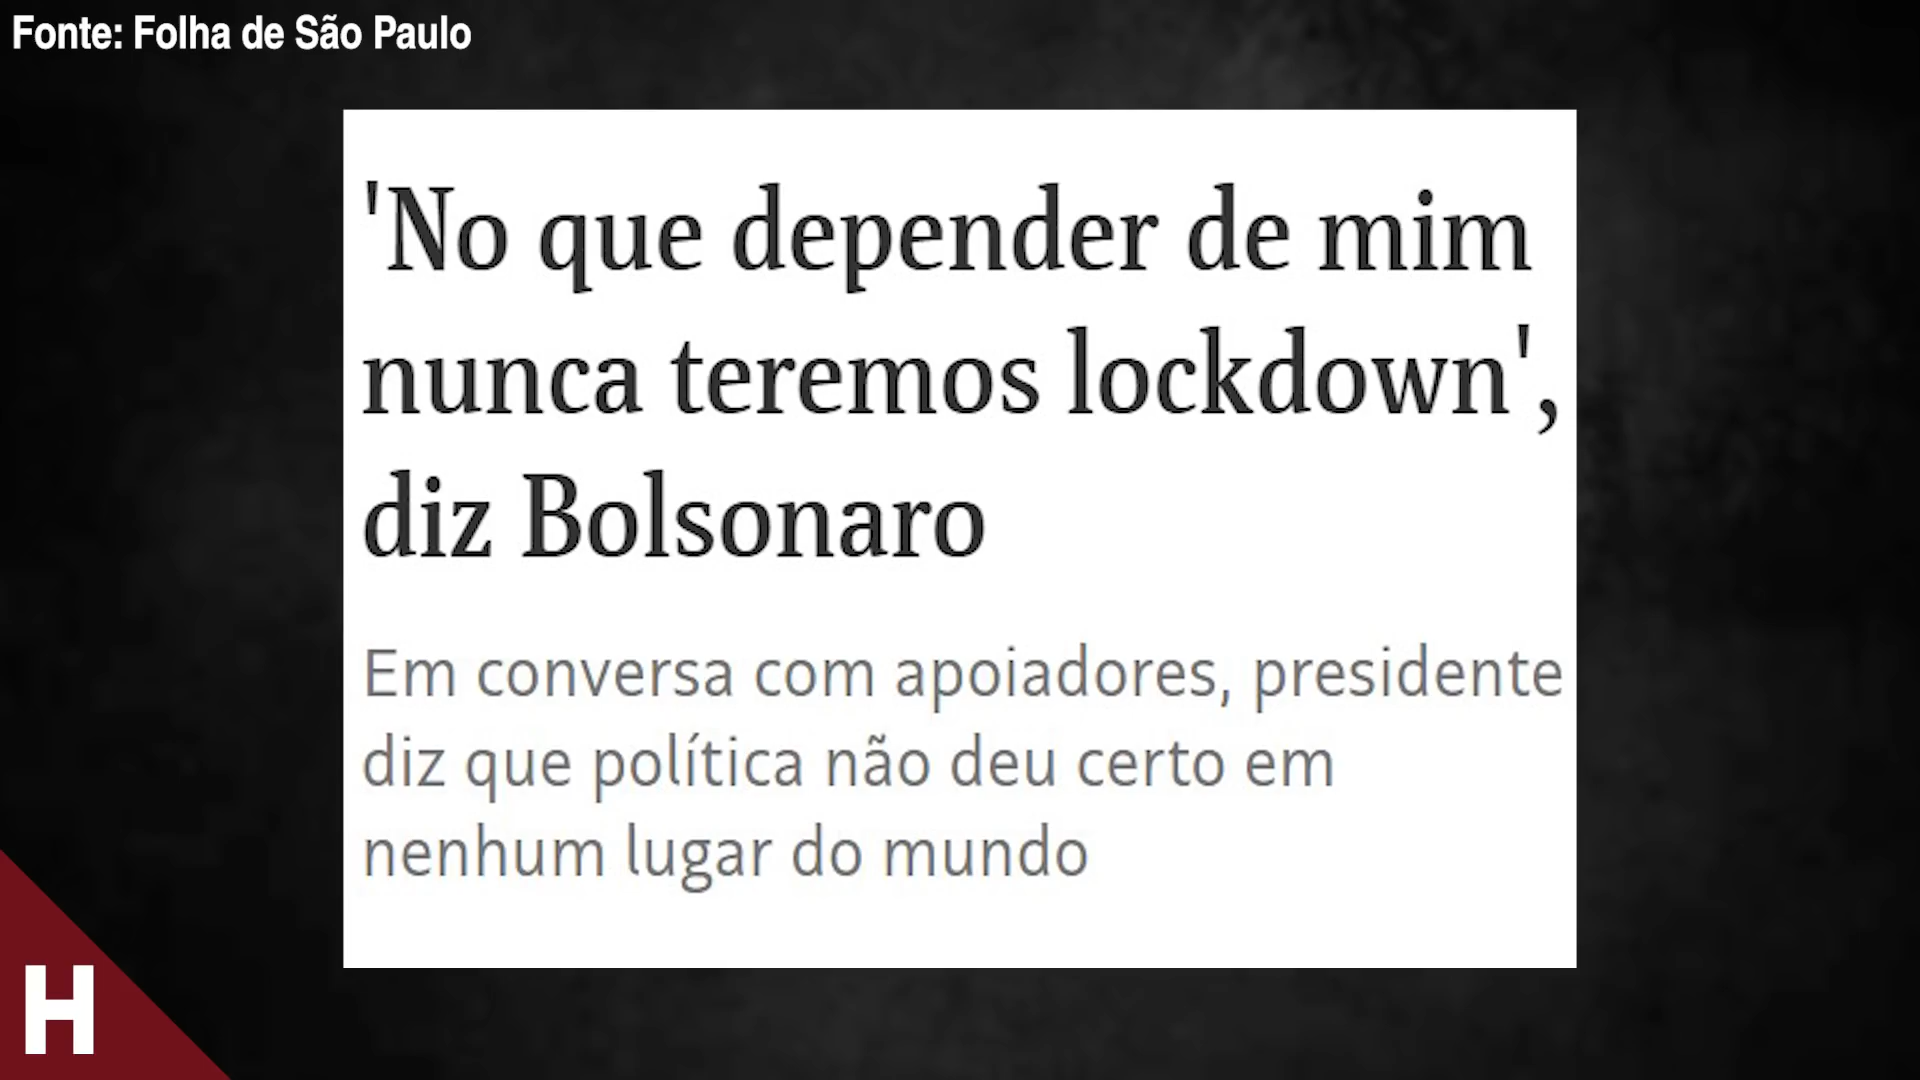 Fonte: Folha de São Paulo
'No que depender de mim
nunca teremos lockdown',
diz Bolsonaro
Em conversa com apoiadores, presidente
diz que política não deu certo em
nenhum lugar do mundo
H